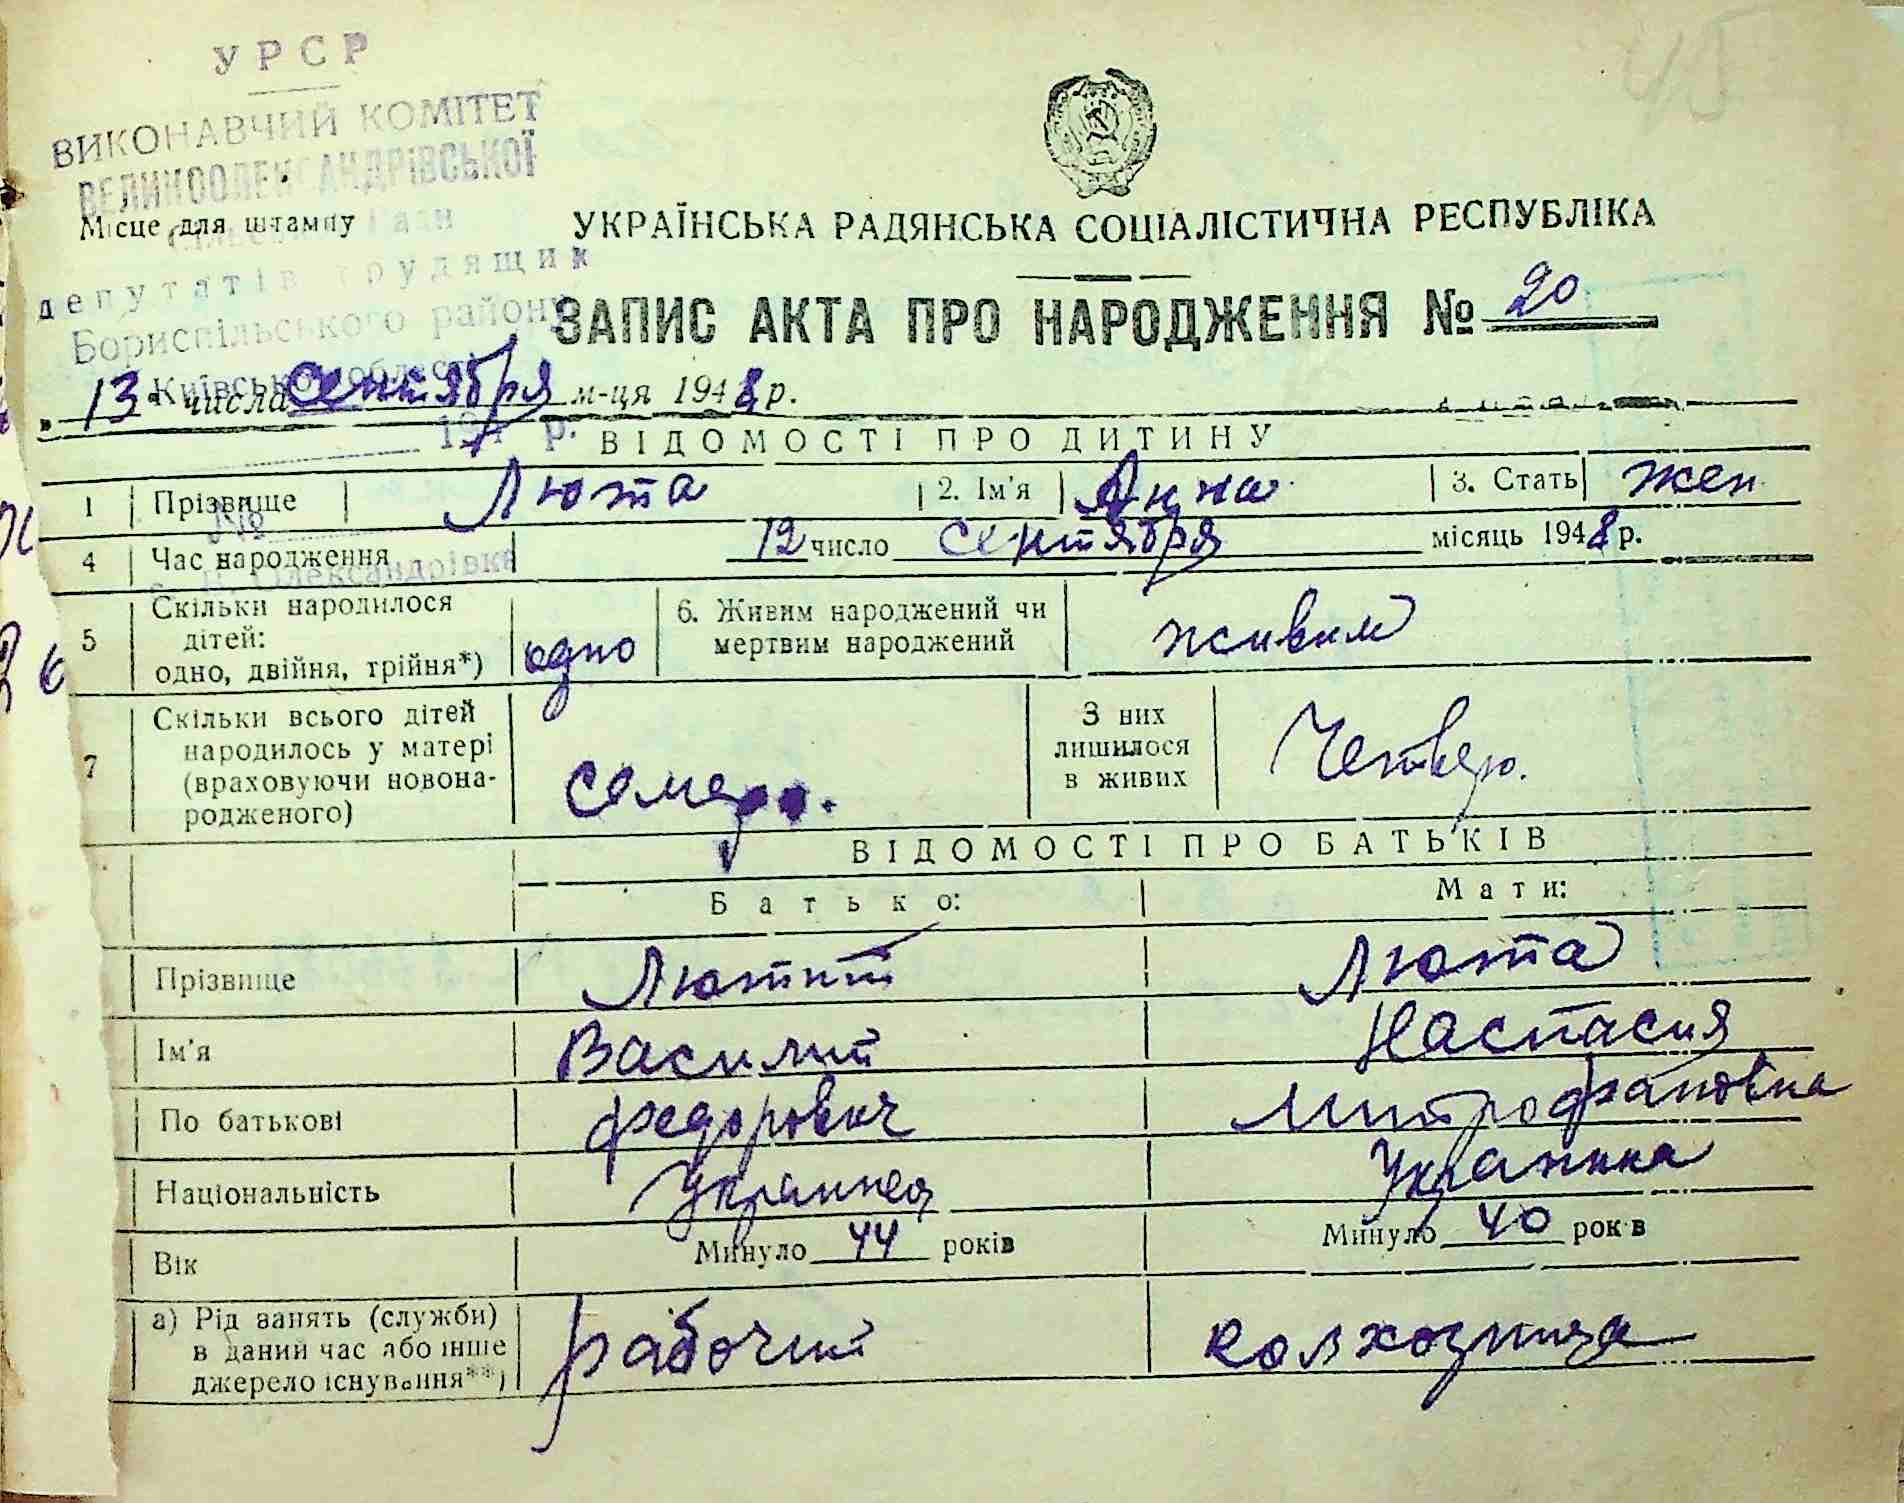 УРСР
ВИКОНАВЧИЙ КОМІТЕТ
ВЕЛИКООЛЕКСАНДРІВСЬКОЇ
Місце для штампу
депутатів трудящих
Бориспільського району
Київської області
УКРАЇНСЬКА РАДЯНСЬКА СОЦІАЛІСТИЧНА РЕСПУБЛІКА
ЗАПИС АКТА ПРО НАРОДЖЕННЯ № 20
„13" числа сентября м-ця 1948 р.
194 р.
ВІДОМОСТІ ПРО ДИТИНУ
1 Прізвище Люта 2. Ім'я Анна 3. Стать жен.
№
4 Час народження 12 число сентября місяць 1948 р.
с. В. Олександрівка
5 Скільки народилося дітей: одно, двійня, трійня*) одно 6. Живим народжений чи мертвим народжений живим
7 Скільки всього дітей народилось у матері (враховуючи новонародженого) семеро. З них лишилося в живих Четверо.
ВІДОМОСТІ ПРО БАТЬКІВ
Батько: Мати:
Прізвище Лютий Люта
Ім'я Василий Настасия
По батькові Федорович Митрофановна
Національність Украинец Украинка
Вік Минуло 44 років Минуло 40 років
а) Рід занять (служби) в даний час або інше джерело існування**) рабочий колхозница